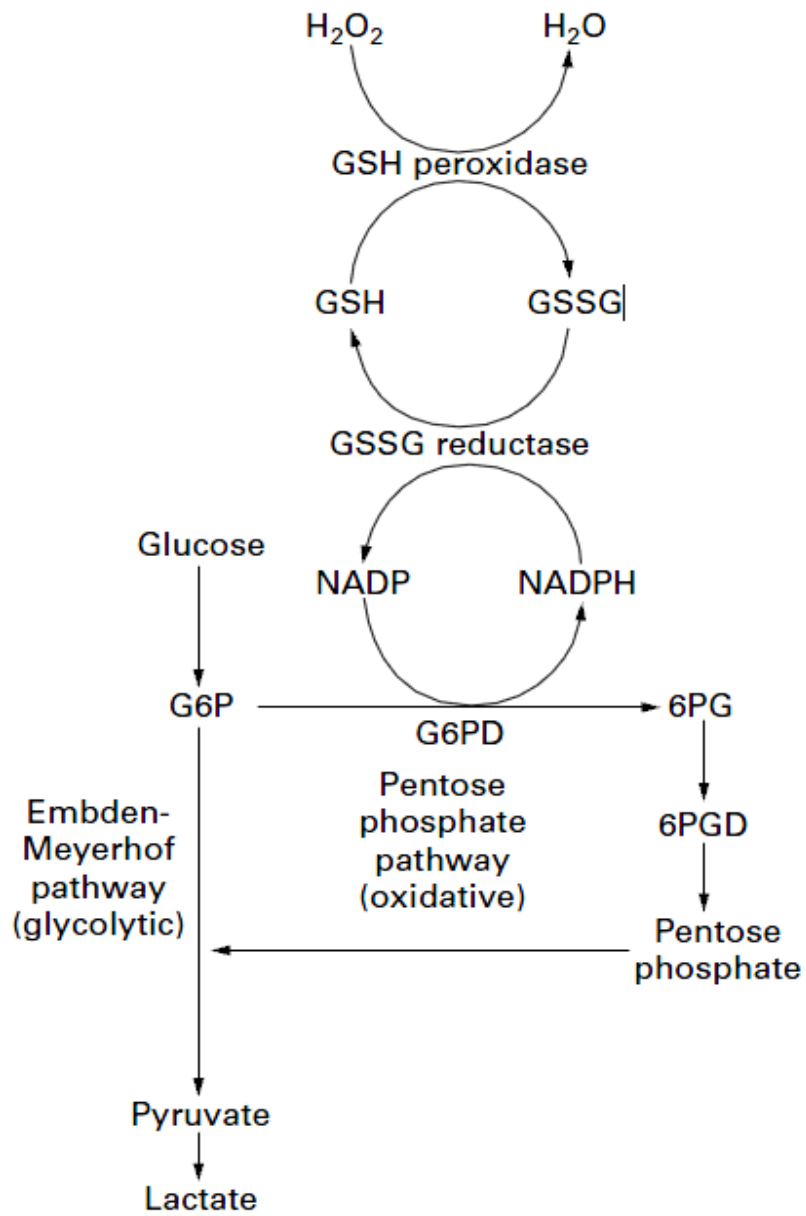 H₂O₂
H₂O
GSH peroxidase
GSH
GSSG
GSSG reductase
Glucose
NADP
NADPH
G6P
6PG
G6PD
Embden-
Meyerhof
pathway
(glycolytic)
Pentose
phosphate
pathway
(oxidative)
6PGD
Pentose
phosphate
Pyruvate
Lactate